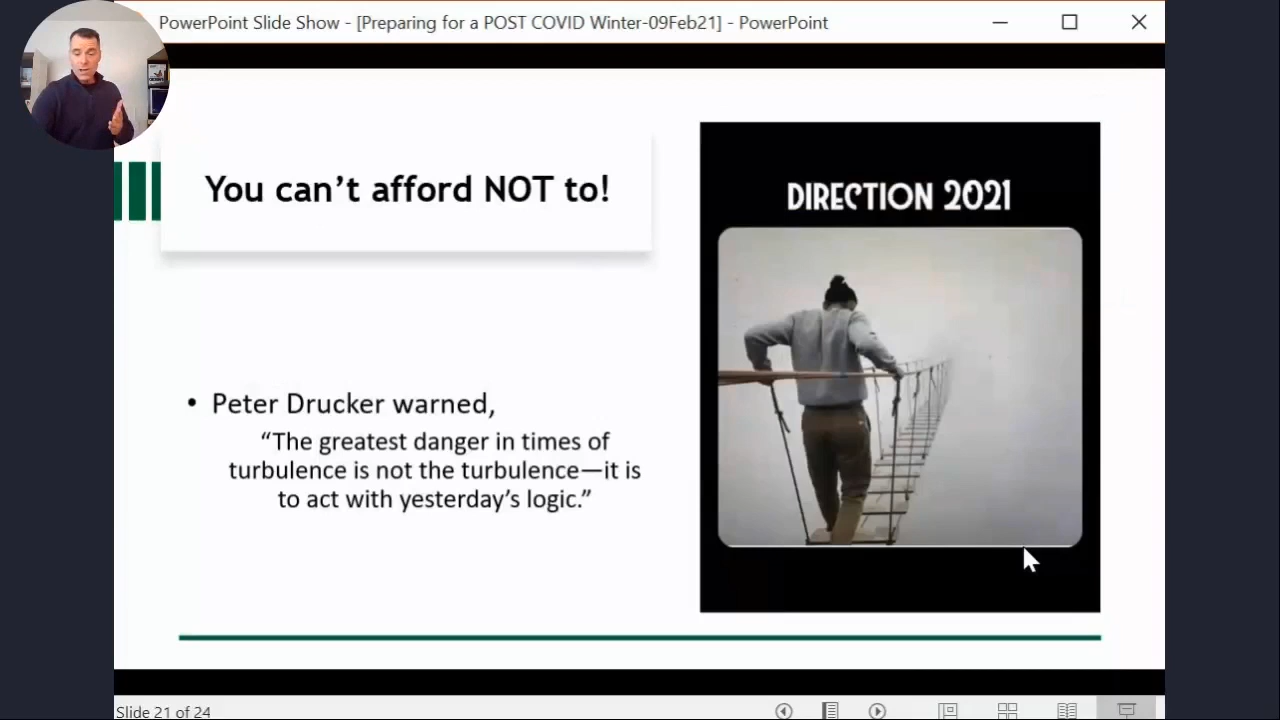 PowerPoint Slide Show - [Preparing for a POST COVID Winter-09Feb21] - PowerPoint
You can’t afford NOT to!
DIRECTION 2021
• Peter Drucker warned,
“The greatest danger in times of
turbulence is not the turbulence—it is
to act with yesterday’s logic.”
Slide 21 of 24